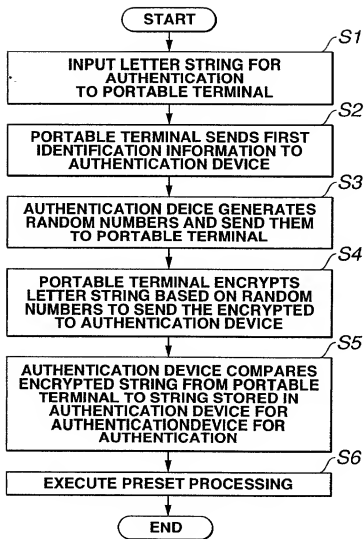 START
S1
INPUT LETTER STRING FOR
AUTHENTICATION
TO PORTABLE TERMINAL
S2
PORTABLE TERMINAL SENDS FIRST
IDENTIFICATION INFORMATION TO
AUTHENTICATION DEVICE
S3
AUTHENTICATION DEICE GENERATES
RANDOM NUMBERS AND SEND THEM
TO PORTABLE TERMINAL
S4
PORTABLE TERMINAL ENCRYPTS
LETTER STRING BASED ON RANDOM
NUMBERS TO SEND THE ENCRYPTED
TO AUTHENTICATION DEVICE
S5
AUTHENTICATION DEVICE COMPARES
ENCRYPTED STRING FROM PORTABLE
TERMINAL TO STRING STORED IN
AUTHENTICATION DEVICE FOR
AUTHENTICATIONDEVICE FOR
AUTHENTICATION
S6
EXECUTE PRESET PROCESSING
END